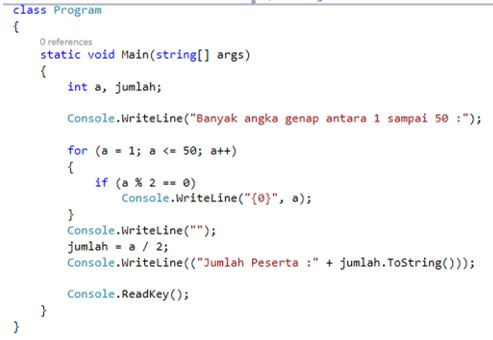 class Program
{
0 references
static void Main(string[] args)
{
int a, jumlah;
Console.WriteLine("Banyak angka genap antara 1 sampai 50 :");
for (a = 1; a <= 50; a++)
{
if (a % 2 == 0)
Console.WriteLine("{0}", a);
}
Console.WriteLine("");
jumlah = a / 2;
Console.WriteLine(("Jumlah Peserta :" + jumlah.ToString()));
Console.ReadKey();
}
}